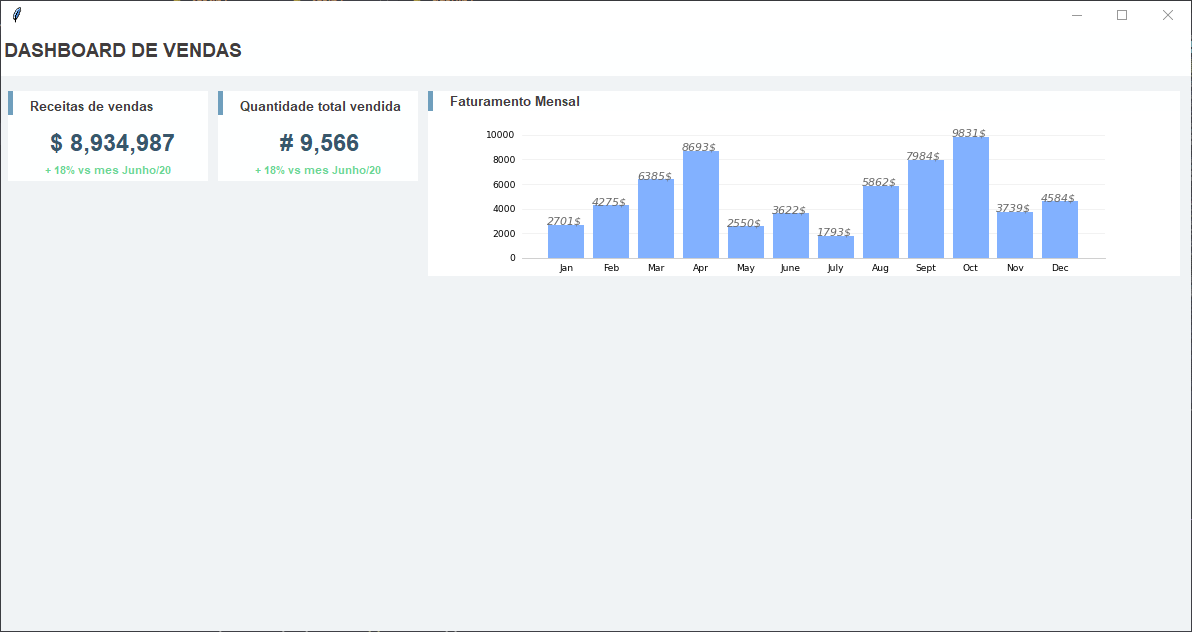 DASHBOARD DE VENDAS
Receitas de vendas
$ 8,934,987
+ 18% vs mes Junho/20
Quantidade total vendida
# 9,566
+ 18% vs mes Junho/20
Faturamento Mensal
10000
8000
6000
4000
2000
0
2701$
4275$
6385$
8693$
2550$
3622$
1793$
5862$
7984$
9831$
3739$
4584$
Jan
Feb
Mar
Apr
May
June
July
Aug
Sept
Oct
Nov
Dec